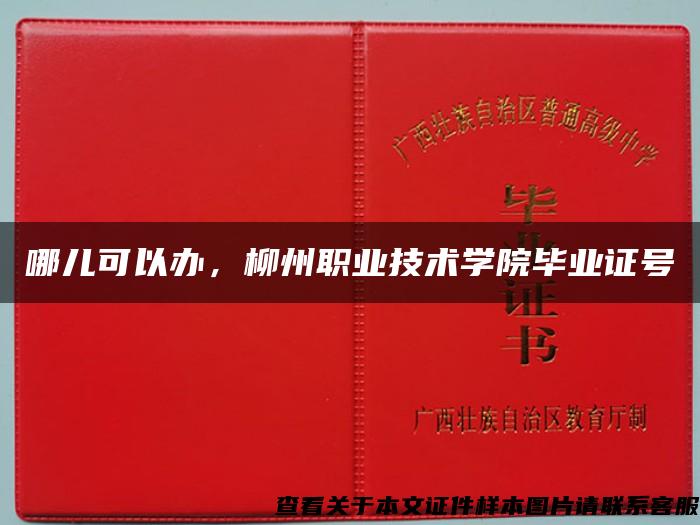 广西壮族自治区普通高级中学
毕业证书
哪儿可以办，柳州职业技术学院毕业证号
广西壮族自治区教育厅制
查看关于本文证件样本图片请联系客服